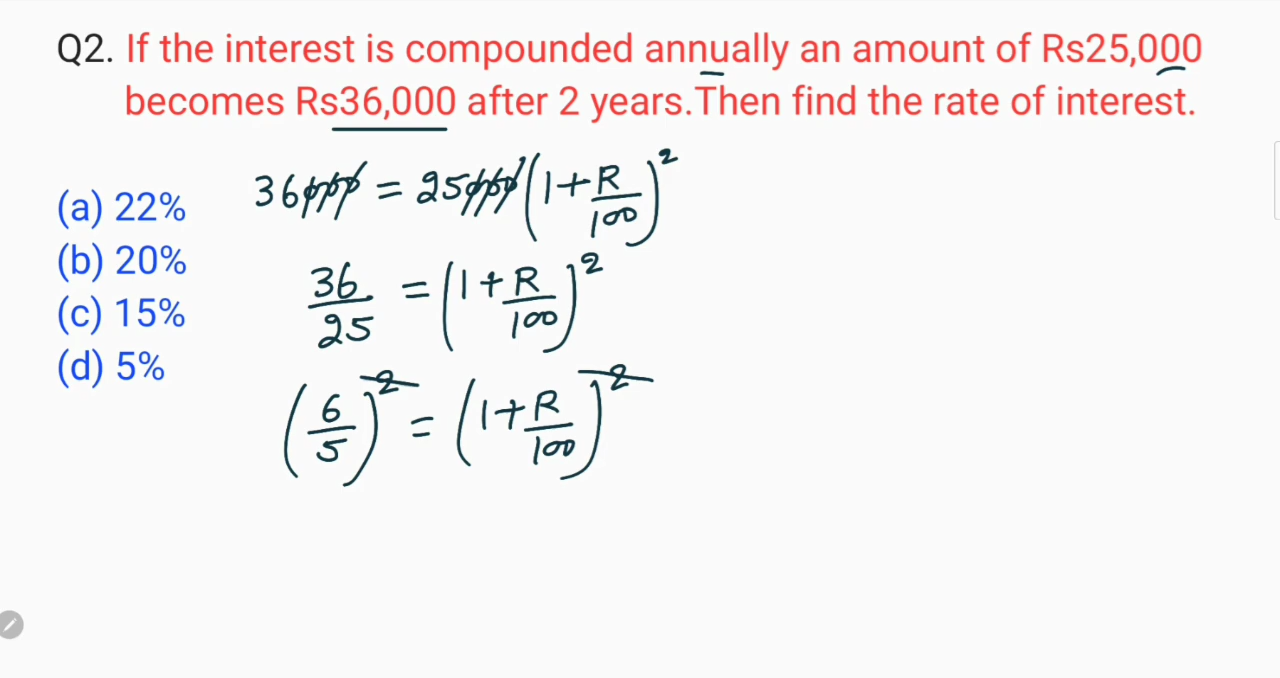 Q2. If the interest is compounded annually an amount of Rs25,000
becomes Rs36,000 after 2 years.Then find the rate of interest.
(a) 22%
(b) 20%
(c) 15%
(d) 5%
36000 = 25000(1+R/100)²
36/25 = (1+R/100)²
(6/5)² = (1+R/100)²